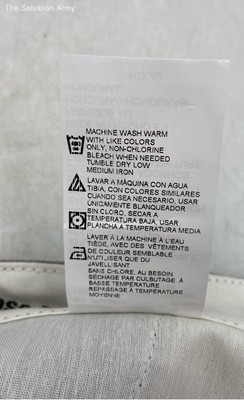 The Salvation Army
MACHINE WASH WARM
WITH LIKE COLORS
ONLY, NON-CHLORINE
BLEACH WHEN NEEDED
TUMBLE DRY LOW
MEDIUM IRON
LAVAR A MÁQUINA CON AGUA
TIBIA, CON COLORES SIMILARES
CUANDO SEA NECESARIO, USAR
ÚNICAMENTE BLANQUEADOR
SIN CLORO, SECAR A
TEMPERATURA BAJA, USAR
PLANCHA A TEMPERATURA MEDIA
LAVER À LA MACHINE À L'EAU
TIÈDE, AVEC DES VÊTEMENTS
DE COULEUR SEMBLABLE
N'UTILISER QUE DU
JAVELLISANT
SANS CHLORE, AU BESOIN
SÉCHAGE PAR CULBUTAGE À
BASSE TEMPÉRATURE
REPASSAGE À TEMPÉRATURE
MOYENNE